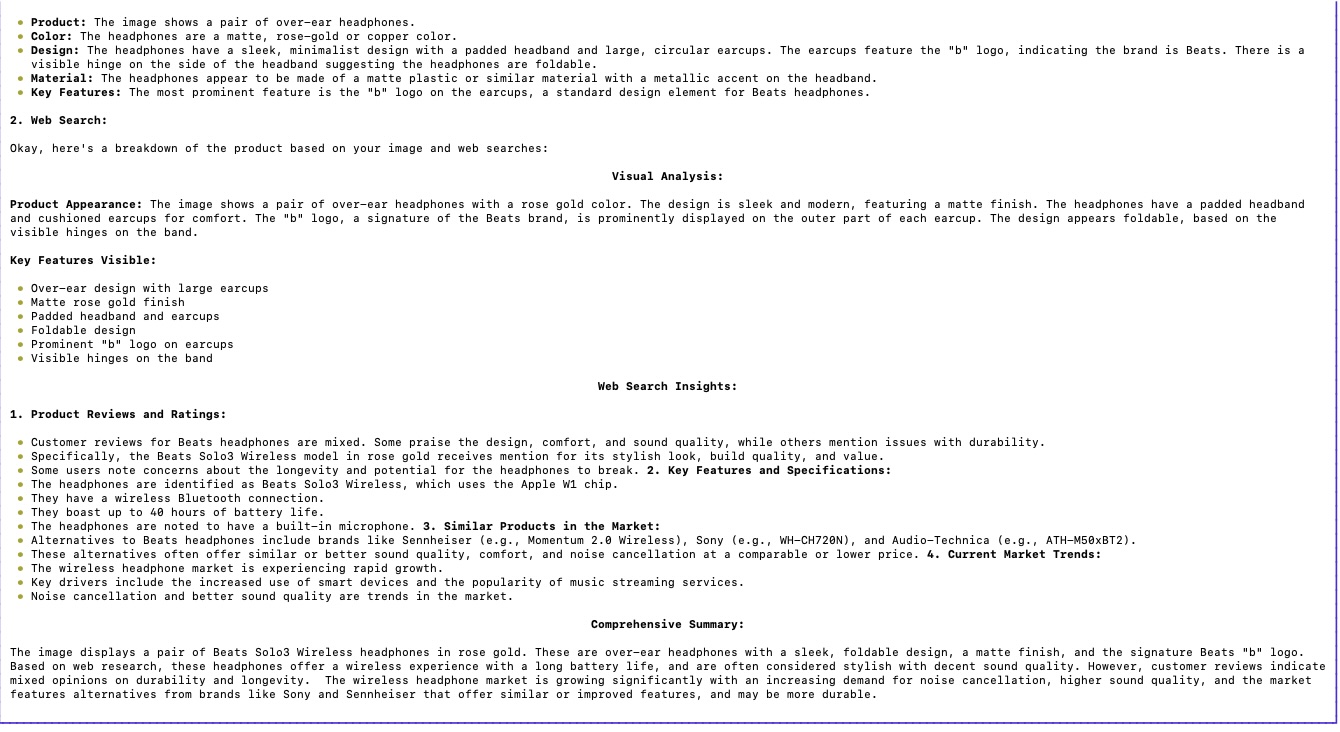 • Product: The image shows a pair of over-ear headphones.
• Color: The headphones are a matte, rose-gold or copper color.
• Design: The headphones have a sleek, minimalist design with a padded headband and large, circular earcups. The earcups feature the "b" logo, indicating the brand is Beats. There is a
visible hinge on the side of the headband suggesting the headphones are foldable.
• Material: The headphones appear to be made of a matte plastic or similar material with a metallic accent on the headband.
• Key Features: The most prominent feature is the "b" logo on the earcups, a standard design element for Beats headphones.
2. Web Search:
Okay, here's a breakdown of the product based on your image and web searches:
Visual Analysis:
Product Appearance: The image shows a pair of over-ear headphones with a rose gold color. The design is sleek and modern, featuring a matte finish. The headphones have a padded headband
and cushioned earcups for comfort. The "b" logo, a signature of the Beats brand, is prominently displayed on the outer part of each earcup. The design appears foldable, based on the
visible hinges on the band.
Key Features Visible:
• Over-ear design with large earcups
• Matte rose gold finish
• Padded headband and earcups
• Foldable design
• Prominent "b" logo on earcups
• Visible hinges on the band
Web Search Insights:
1. Product Reviews and Ratings:
• Customer reviews for Beats headphones are mixed. Some praise the design, comfort, and sound quality, while others mention issues with durability.
• Specifically, the Beats Solo3 Wireless model in rose gold receives mention for its stylish look, build quality, and value.
• Some users note concerns about the longevity and potential for the headphones to break. 2. Key Features and Specifications:
• The headphones are identified as Beats Solo3 Wireless, which uses the Apple W1 chip.
• They have a wireless Bluetooth connection.
• They boast up to 40 hours of battery life.
• The headphones are noted to have a built-in microphone. 3. Similar Products in the Market:
• Alternatives to Beats headphones include brands like Sennheiser (e.g., Momentum 2.0 Wireless), Sony (e.g., WH-CH720N), and Audio-Technica (e.g., ATH-M50xBT2).
• These alternatives often offer similar or better sound quality, comfort, and noise cancellation at a comparable or lower price. 4. Current Market Trends:
• The wireless headphone market is experiencing rapid growth.
• Key drivers include the increased use of smart devices and the popularity of music streaming services.
• Noise cancellation and better sound quality are trends in the market.
Comprehensive Summary:
The image displays a pair of Beats Solo3 Wireless headphones in rose gold. These are over-ear headphones with a sleek, foldable design, a matte finish, and the signature Beats "b" logo.
Based on web research, these headphones offer a wireless experience with a long battery life, and are often considered stylish with decent sound quality. However, customer reviews indicate
mixed opinions on durability and longevity.  The wireless headphone market is growing significantly with an increasing demand for noise cancellation, higher sound quality, and the market
features alternatives from brands like Sony and Sennheiser that offer similar or improved features, and may be more durable.